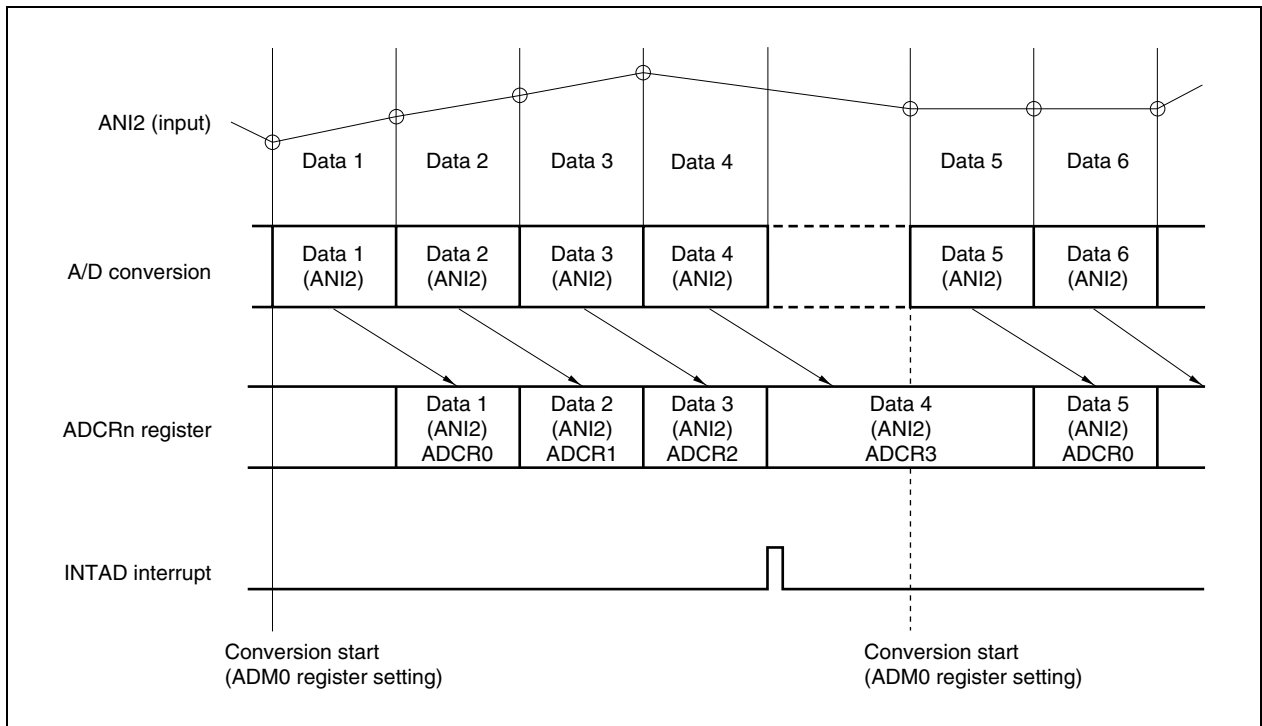 ANI2 (input)
Data 1
Data 2
Data 3
Data 4
Data 5
Data 6
A/D conversion
Data 1
(ANI2)
Data 2
(ANI2)
Data 3
(ANI2)
Data 4
(ANI2)
Data 5
(ANI2)
Data 6
(ANI2)
ADCRn register
Data 1
(ANI2)
ADCR0
Data 2
(ANI2)
ADCR1
Data 3
(ANI2)
ADCR2
Data 4
(ANI2)
ADCR3
Data 5
(ANI2)
ADCR0
INTAD interrupt
Conversion start
(ADM0 register setting)
Conversion start
(ADM0 register setting)